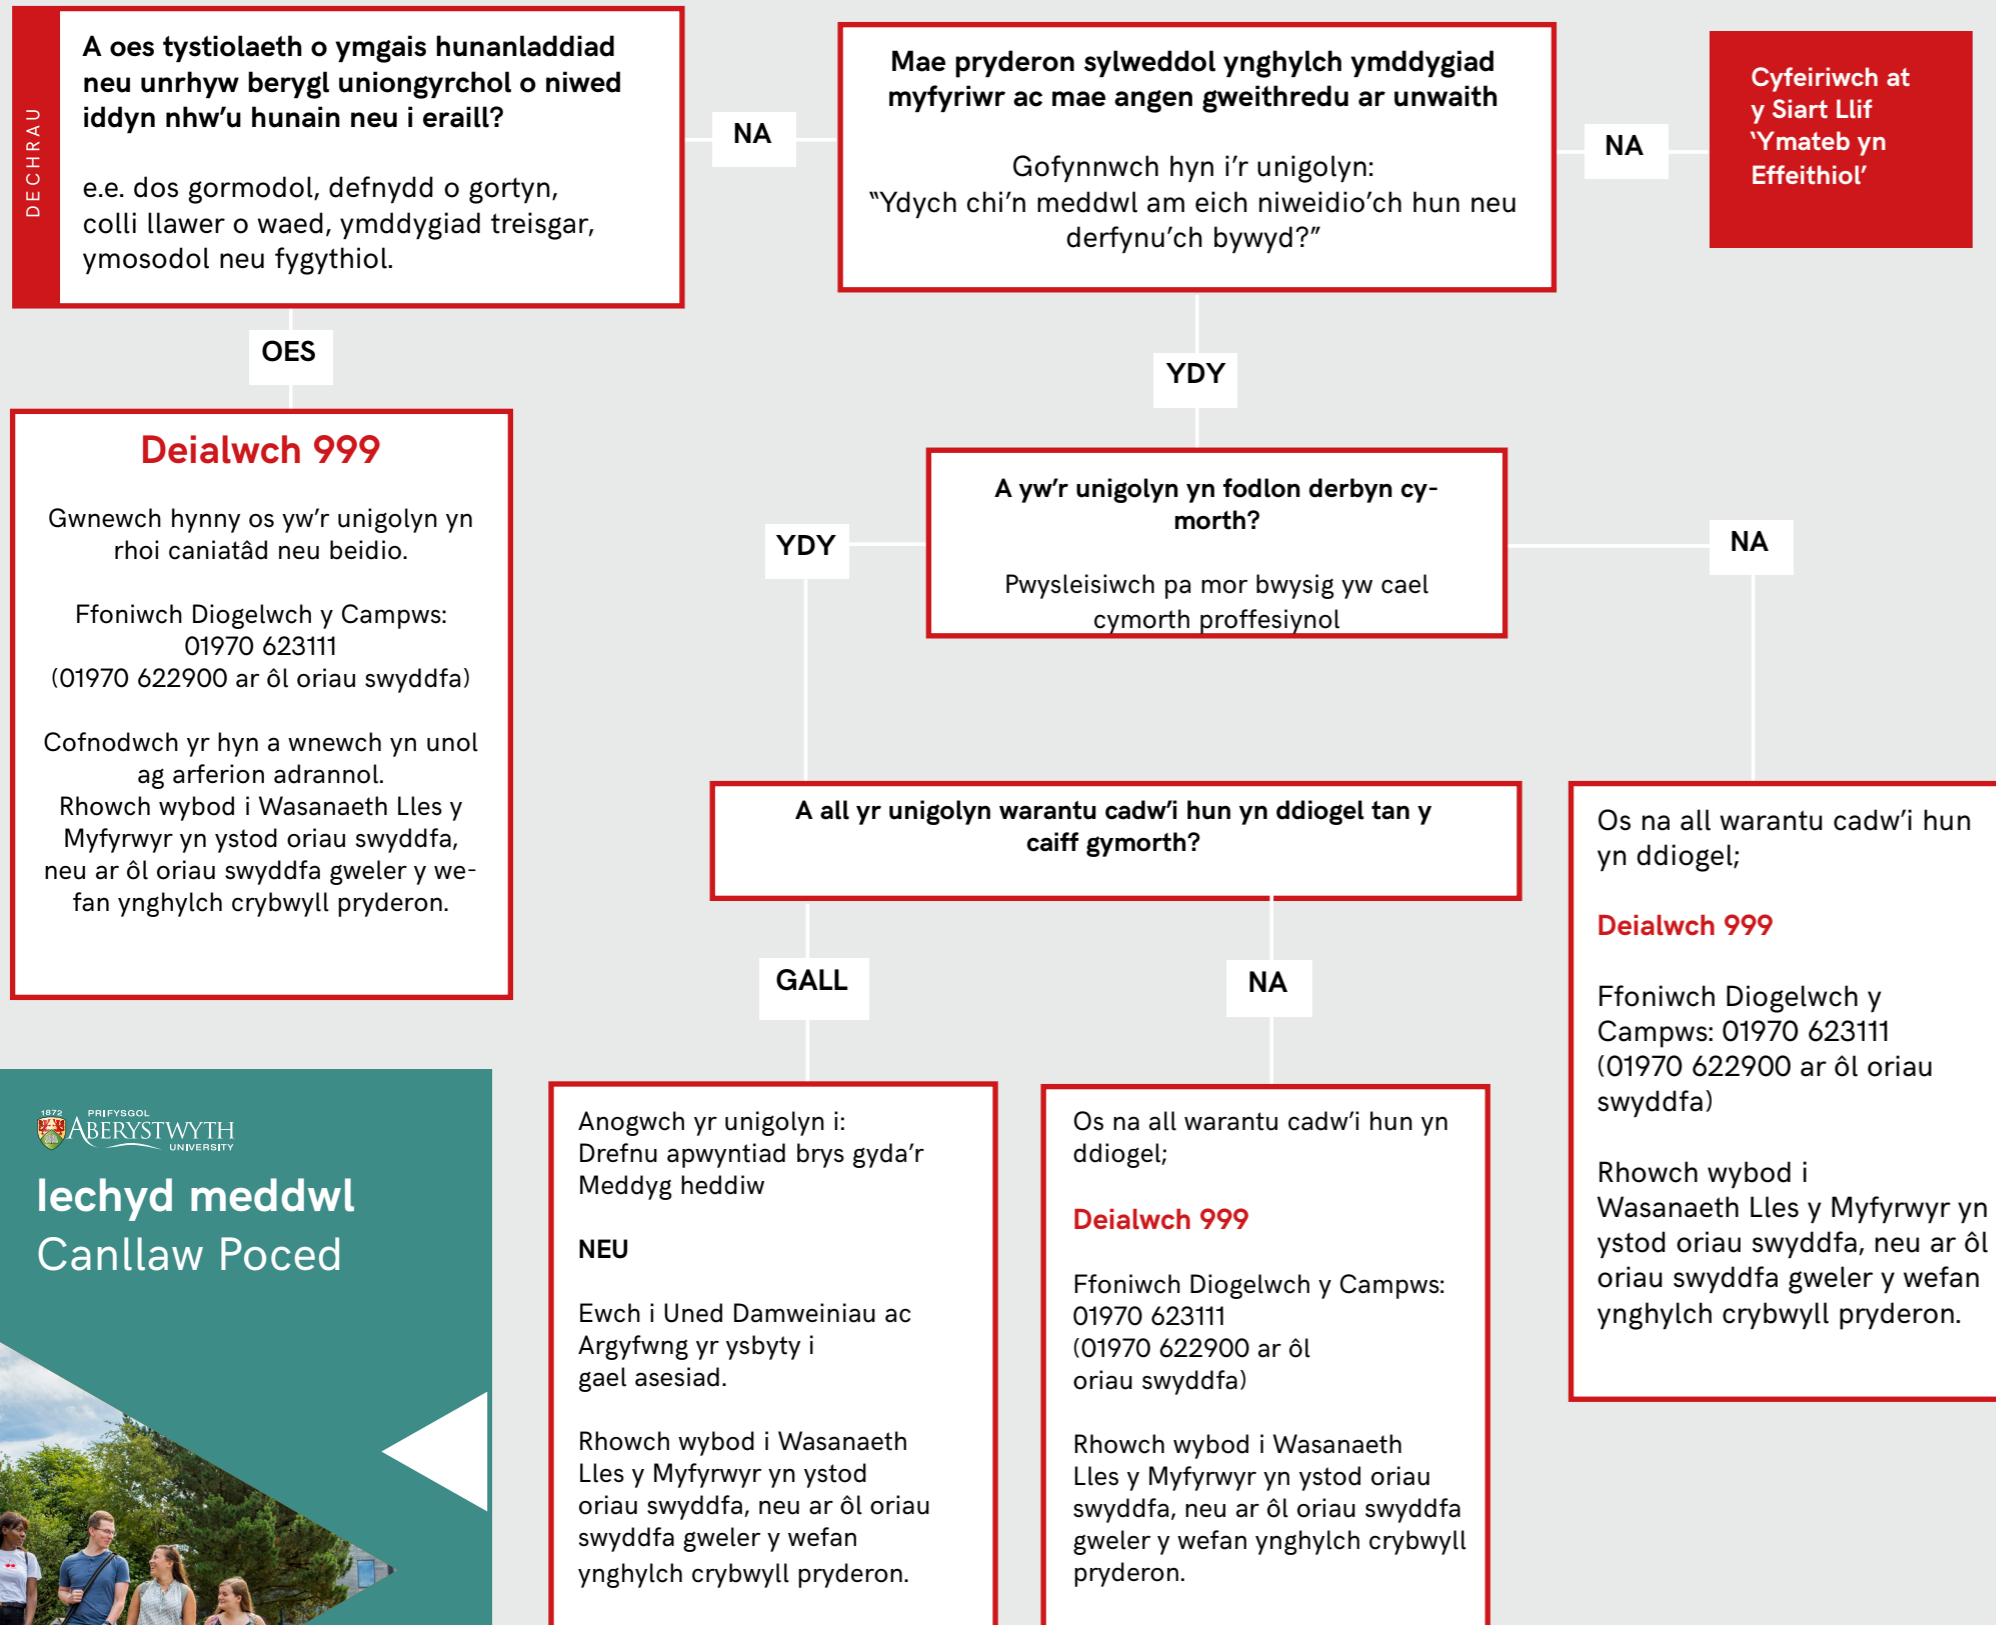 DECHRAU
A oes tystiolaeth o ymgais hunanladdiad
neu unrhyw berygl uniongyrchol o niwed
iddyn nhw'u hunain neu i eraill?
e.e. dos gormodol, defnydd o gortyn,
colli llawer o waed, ymddygiad treisgar,
ymosodol neu fygythiol.
NA
Mae pryderon sylweddol ynghylch ymddygiad
myfyriwr ac mae angen gweithredu ar unwaith
Gofynnwch hyn i'r unigolyn:
"Ydych chi'n meddwl am eich niweidio'ch hun neu
derfynu'ch bywyd?"
NA
Cyfeiriwch at
y Siart Llif
'Ymateb yn
Effeithiol'
OES
YDY
Deialwch 999
Gwnewch hynny os yw'r unigolyn yn
rhoi caniatâd neu beidio.
Ffoniwch Diogelwch y Campws:
01970 623111
(01970 622900 ar ôl oriau swyddfa)
Cofnodwch yr hyn a wnewch yn unol
ag arferion adrannol.
Rhowch wybod i Wasanaeth Lles y
Myfyrwyr yn ystod oriau swyddfa,
neu ar ôl oriau swyddfa gweler y we-
fan ynghylch crybwyll pryderon.
A yw'r unigolyn yn fodlon derbyn cy-
morth?
Pwysleisiwch pa mor bwysig yw cael
cymorth proffesiynol
YDY
NA
A all yr unigolyn warantu cadw'i hun yn ddiogel tan y
caiff gymorth?
GALL
NA
Os na all warantu cadw'i hun
yn ddiogel;
Deialwch 999
Ffoniwch Diogelwch y
Campws: 01970 623111
(01970 622900 ar ôl oriau
swyddfa)
Rhowch wybod i
Wasanaeth Lles y Myfyrwyr yn
ystod oriau swyddfa, neu ar ôl
oriau swyddfa gweler y wefan
ynghylch crybwyll pryderon.
1872
PRIFYSGOL
ABERYSTWYTH
UNIVERSITY
Iechyd meddwl
Canllaw Poced
Anogwch yr unigolyn i:
Drefnu apwyntiad brys gyda'r
Meddyg heddiw
NEU
Ewch i Uned Damweiniau ac
Argyfwng yr ysbyty i
gael asesiad.
Rhowch wybod i Wasanaeth
Lles y Myfyrwyr yn ystod
oriau swyddfa, neu ar ôl oriau
swyddfa gweler y wefan
ynghylch crybwyll pryderon.
Os na all warantu cadw'i hun yn
ddiogel;
Deialwch 999
Ffoniwch Diogelwch y Campws:
01970 623111
(01970 622900 ar ôl
oriau swyddfa)
Rhowch wybod i Wasanaeth
Lles y Myfyrwyr yn ystod oriau
swyddfa, neu ar ôl oriau swyddfa
gweler y wefan ynghylch crybwyll
pryderon.